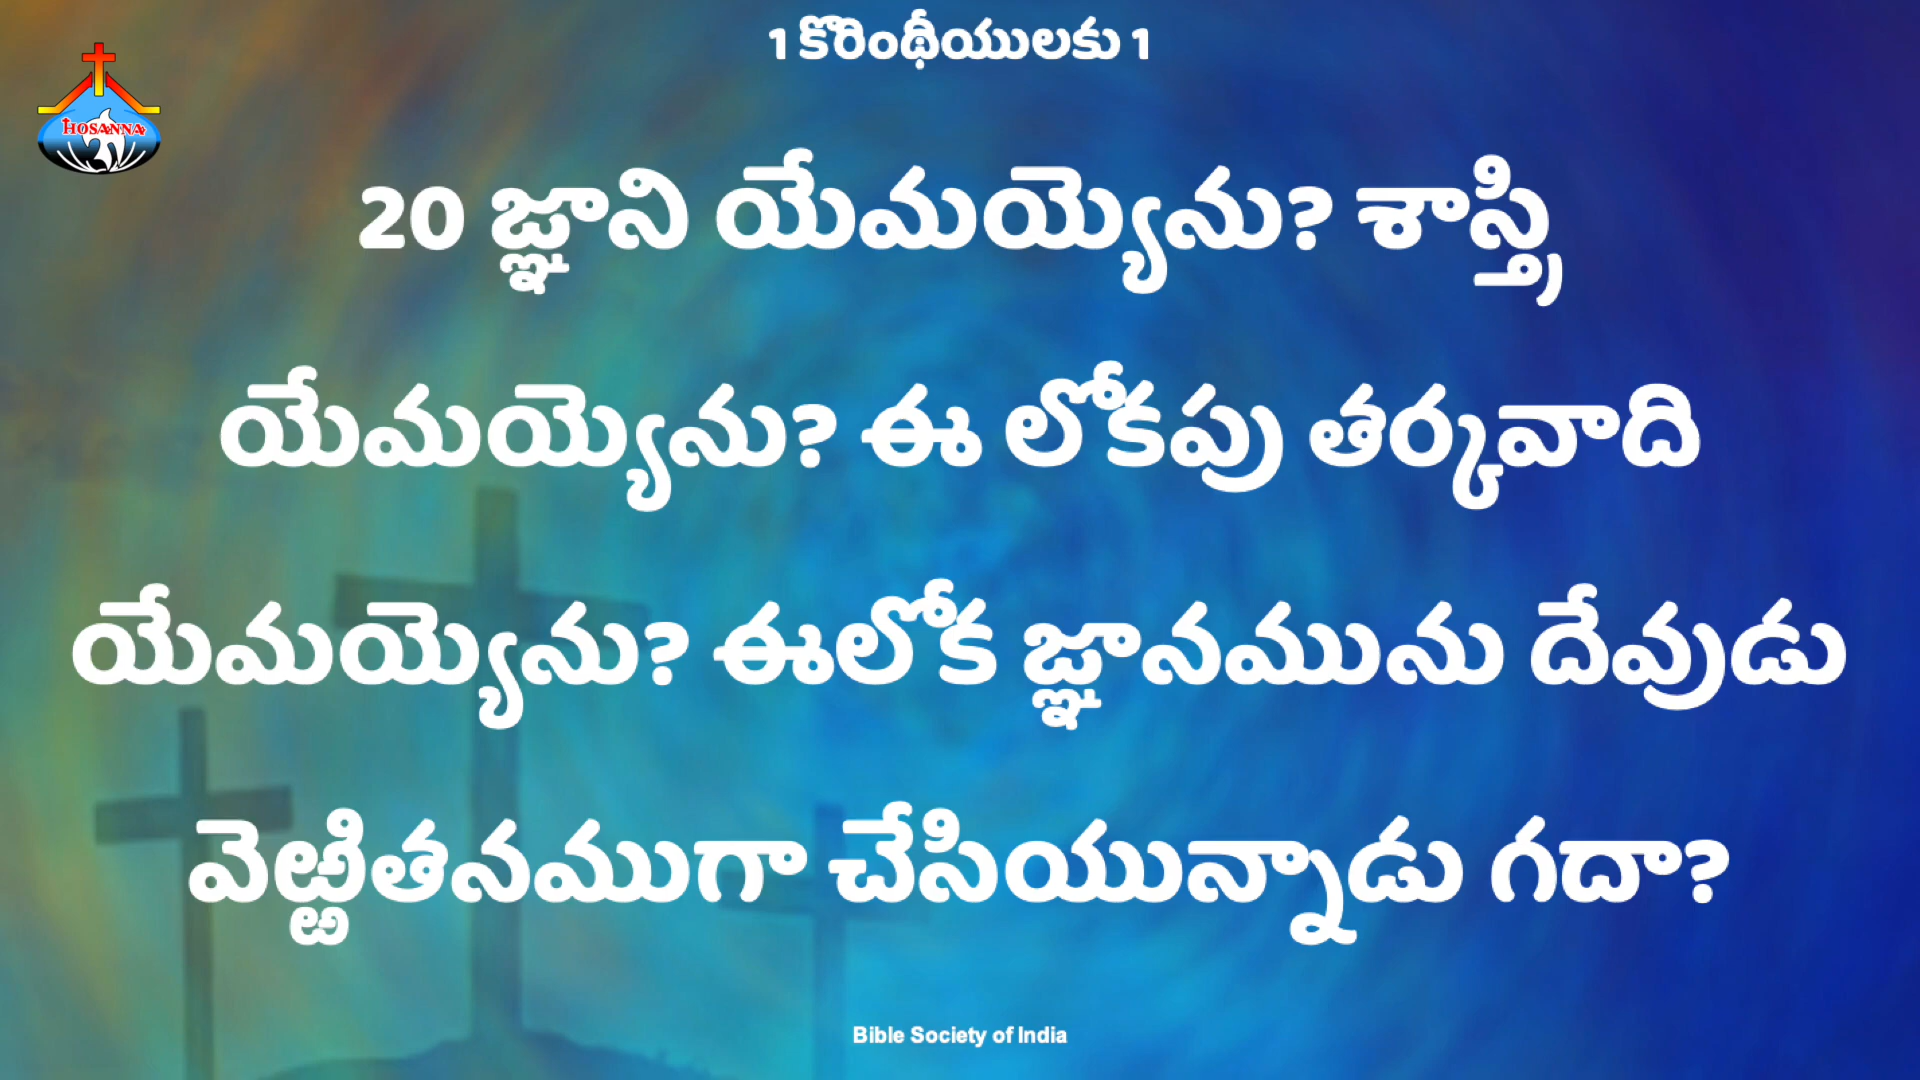 1 కొరింథీయులకు 1
HOSANNA
20 జ్ఞాని యేమయ్యెను? శాస్త్రి
యేమయ్యెను? ఈ లోకపు తర్కవాది
యేమయ్యెను? ఈలోక జ్ఞానమును దేవుడు
వెఱ్ఱితనముగా చేసియున్నాడు గదా?
Bible Society of India